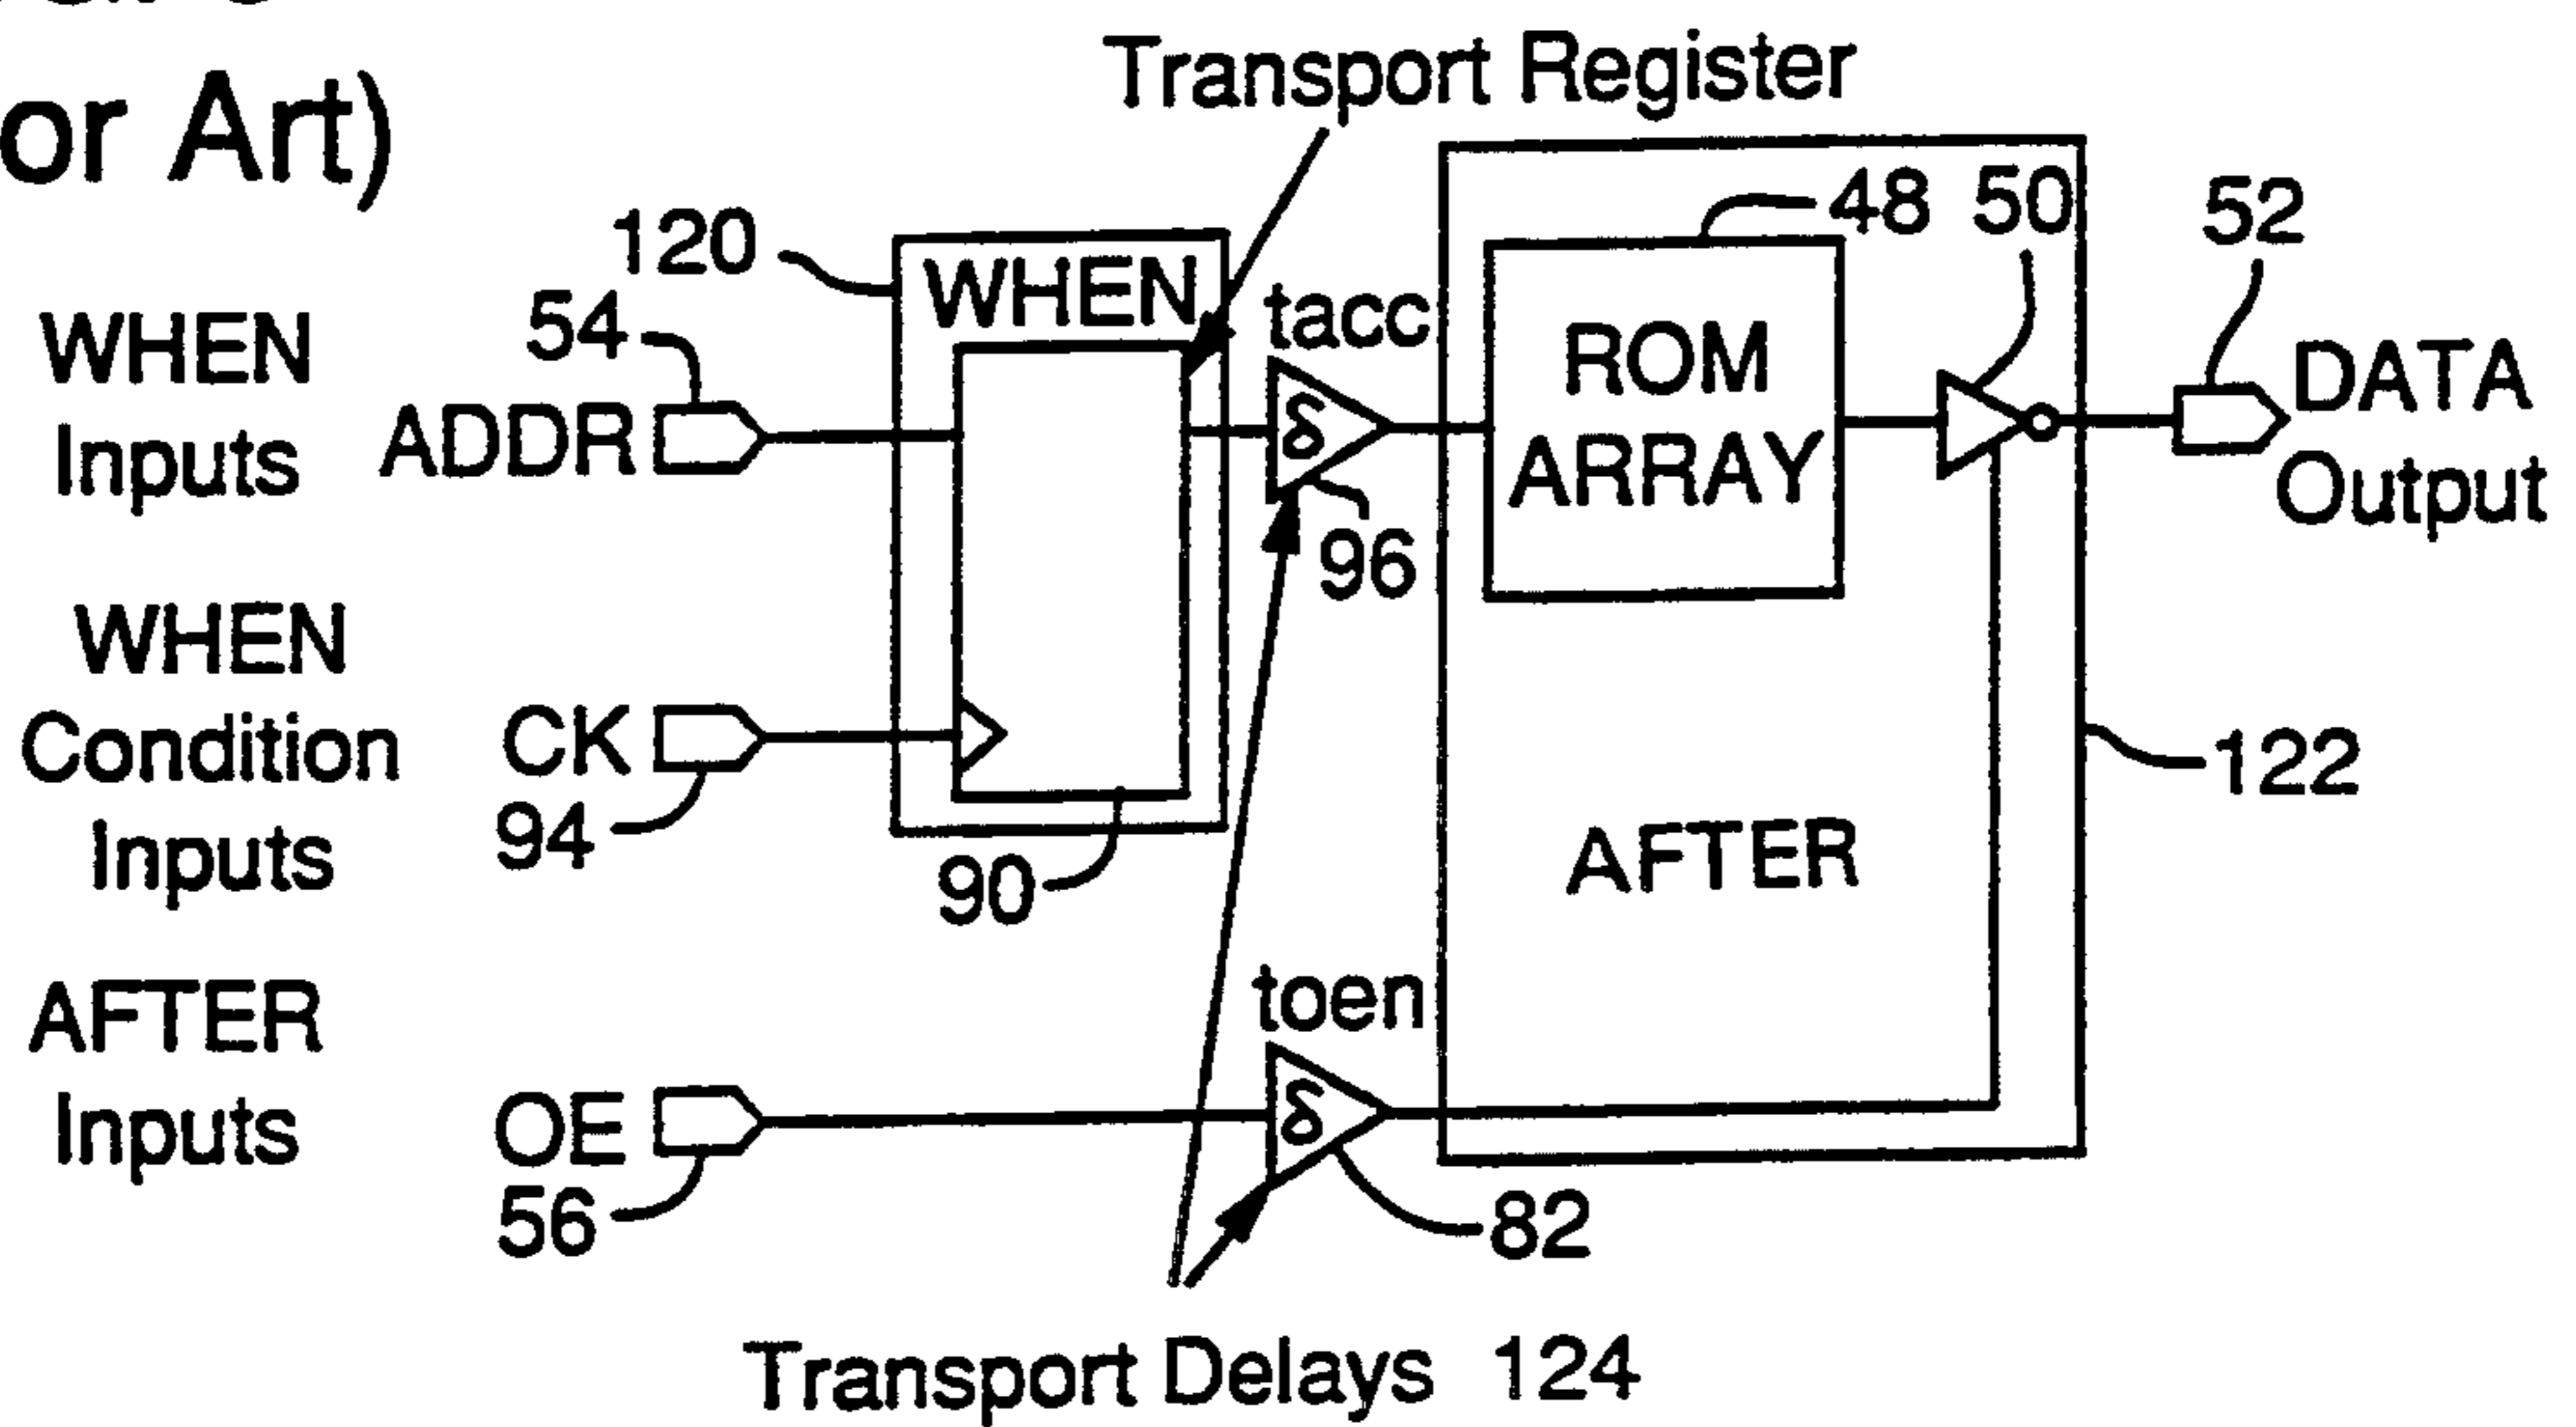 or Art)
Transport Register
120
WHEN
48
50
52
WHEN
Inputs
54
ADDR
tacc
δ
96
ROM
ARRAY
DATA
Output
WHEN
Condition
Inputs
CK
94
90
AFTER
122
AFTER
Inputs
OE
56
toen
δ
82
Transport Delays 124